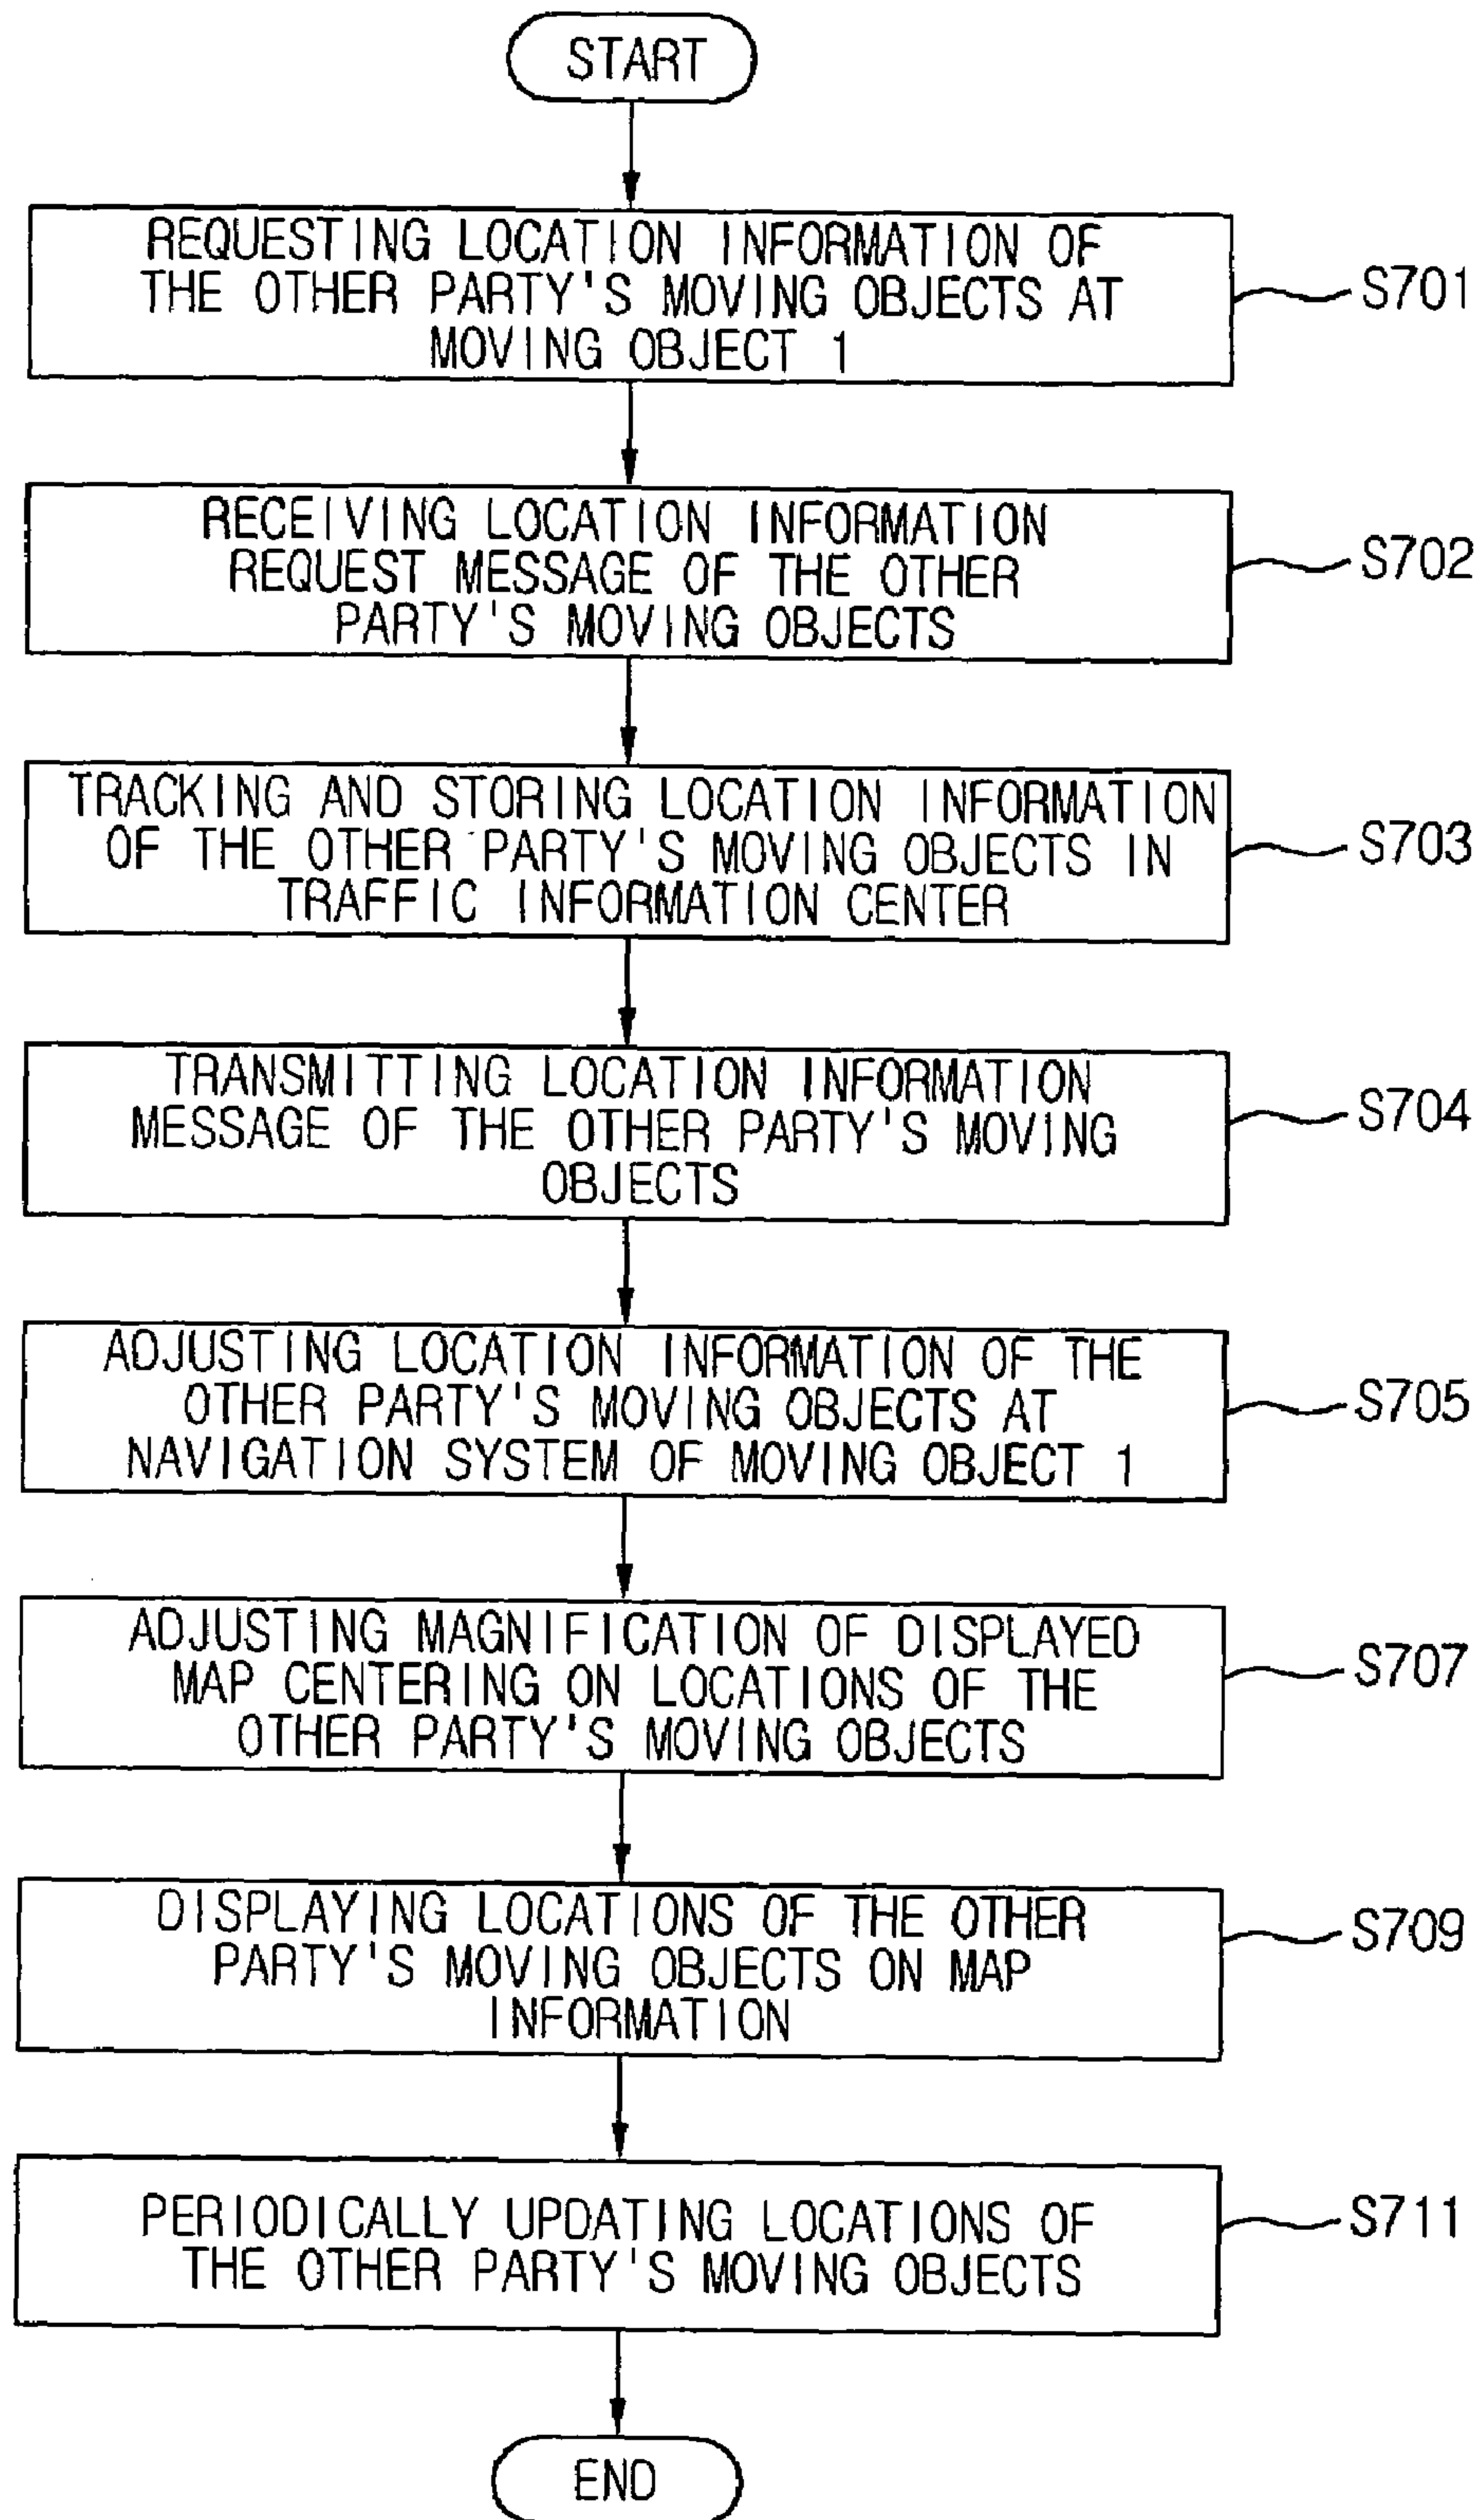 START
REQUESTING LOCATION INFORMATION OF
THE OTHER PARTY'S MOVING OBJECTS AT
MOVING OBJECT 1
S701
RECEIVING LOCATION INFORMATION
REQUEST MESSAGE OF THE OTHER
PARTY'S MOVING OBJECTS
S702
TRACKING AND STORING LOCATION INFORMATION
OF THE OTHER PARTY'S MOVING OBJECTS IN
TRAFFIC INFORMATION CENTER
S703
TRANSMITTING LOCATION INFORMATION
MESSAGE OF THE OTHER PARTY'S MOVING
OBJECTS
S704
ADJUSTING LOCATION INFORMATION OF THE
OTHER PARTY'S MOVING OBJECTS AT
NAVIGATION SYSTEM OF MOVING OBJECT 1
S705
ADJUSTING MAGNIFICATION OF DISPLAYED
MAP CENTERING ON LOCATIONS OF THE
OTHER PARTY'S MOVING OBJECTS
S707
DISPLAYING LOCATIONS OF THE OTHER
PARTY'S MOVING OBJECTS ON MAP
INFORMATION
S709
PERIODICALLY UPDATING LOCATIONS OF
THE OTHER PARTY'S MOVING OBJECTS
S711
END